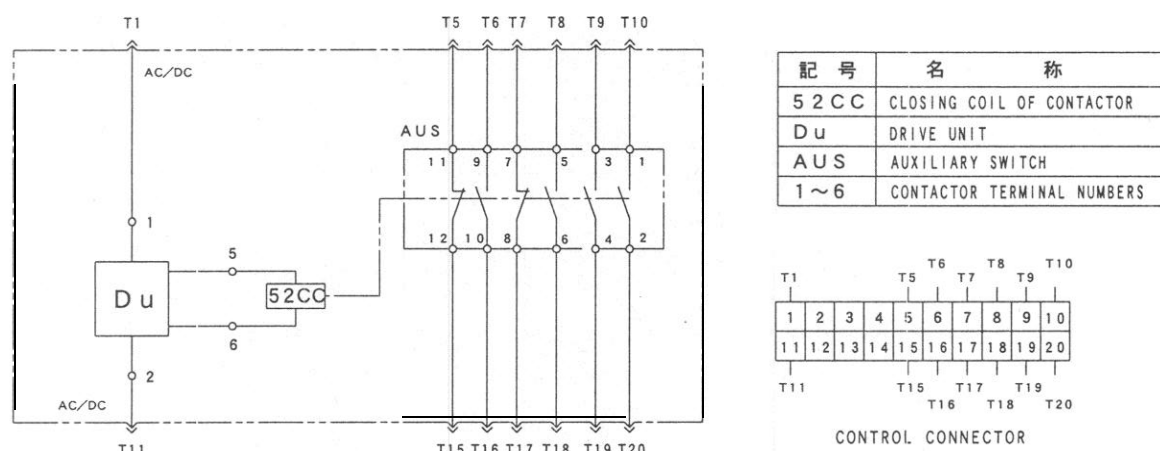 T1 T5 T6 T7 T8 T9 T10
AC/DC
AUS
11 9 7 5 3 1
12 10 8 6 4 2
1
5
Du
52CC
6
2
AC/DC
T11 T15 T16 T17 T18 T19 T20
記号 名称
52CC CLOSING COIL OF CONTACTOR
Du DRIVE UNIT
AUS AUXILIARY SWITCH
1～6 CONTACTOR TERMINAL NUMBERS
T6 T8 T10
T1 T5 T7 T9
1 2 3 4 5 6 7 8 9 10
11 12 13 14 15 16 17 18 19 20
T11 T15 T17 T19
T16 T18 T20
CONTROL CONNECTOR